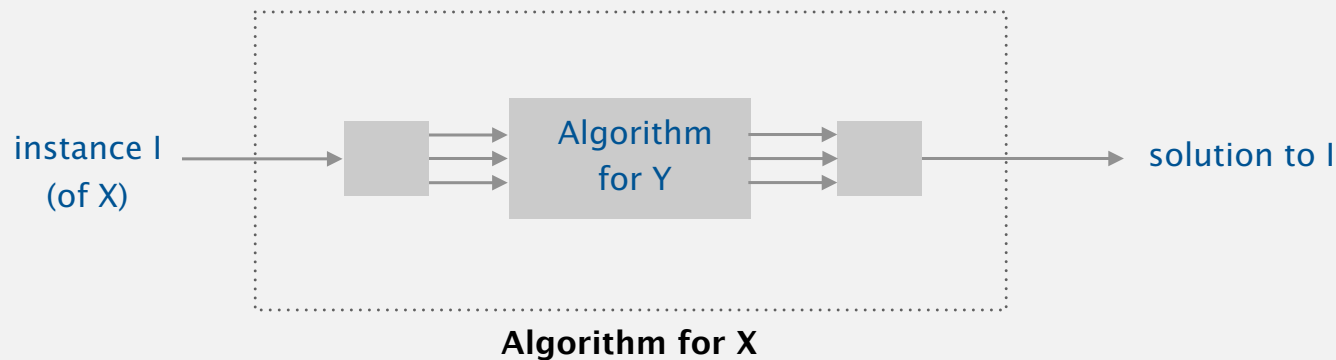 instance I
(of X)
Algorithm
for Y
solution to I
Algorithm for X